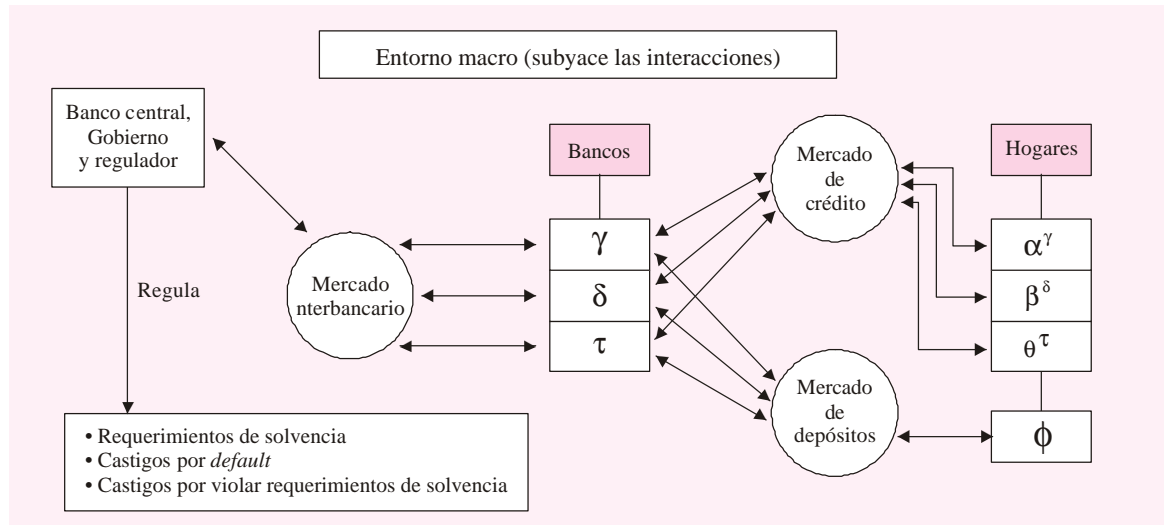 Entorno macro (subyace las interacciones)
Banco central,
Gobierno
y regulador
Regula
Mercado
nterbancario
Bancos
γ
δ
τ
Mercado
de
crédito
Mercado
de
depósitos
Hogares
α^γ
β^δ
θ^τ
ϕ
• Requerimientos de solvencia
• Castigos por default
• Castigos por violar requerimientos de solvencia